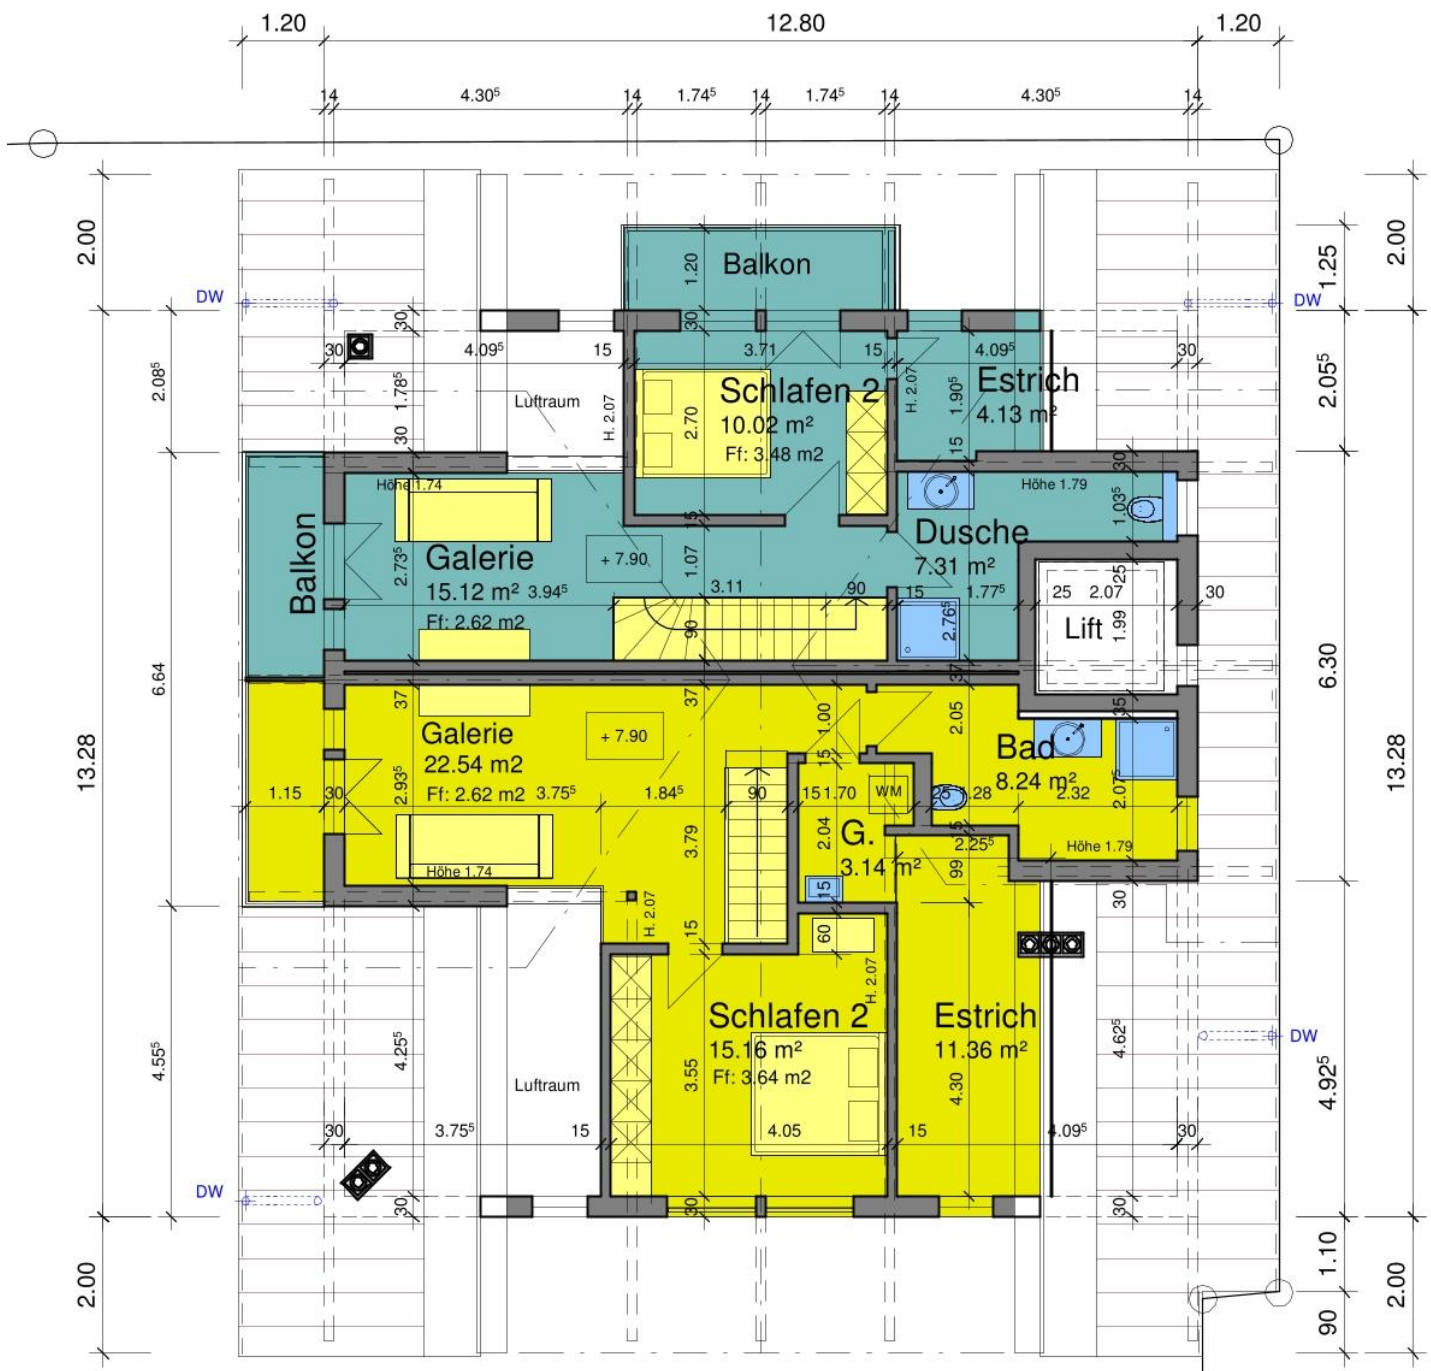 1.20
12.80
1.20
14
4.30⁵
14
1.74⁵
14
1.74⁵
14
4.30⁵
14
2.00
1.25
2.00
DW
DW
Balkon
1.20
30
30
30
4.09⁵
15
3.71
15
4.09⁵
30
2.08⁵
1.78⁵
Luftraum
H. 2.07
2.70
Schlafen 2
10.02 m²
Ff: 3.48 m2
H. 2.07
1.90⁵
Estrich
4.13 m²
2.05⁵
30
15
30
Höhe 1.74
Höhe 1.79
1.03⁵
Balkon
2.73⁵
Galerie
15.12 m²
3.94⁵
Ff: 2.62 m2
+ 7.90
15
1.07
3.11
90
90
Dusche
7.31 m²
15
1.77⁵
2.76⁵
25
25
2.07
30
Lift
1.99
6.64
6.30
37
37
37
35
13.28
13.28
Galerie
22.54 m2
Ff: 2.62 m2
+ 7.90
1.00
15
2.05
Bad
8.24 m²
1.15
30
2.93⁵
3.75⁵
1.84⁵
90
15
1.70
WM
25
1.28
2.32
2.07⁵
3.79
2.04
G.
3.14 m²
15
2.25⁵
Höhe 1.79
99
Höhe 1.74
15
30
H. 2.07
15
60
H. 2.07
Schlafen 2
15.16 m²
Ff: 3.64 m2
Estrich
11.36 m²
DW
4.55⁵
4.25⁵
Luftraum
3.55
4.30
4.62⁵
4.92⁵
30
3.75⁵
15
4.05
15
4.09⁵
30
DW
30
30
30
2.00
1.10
90
2.00